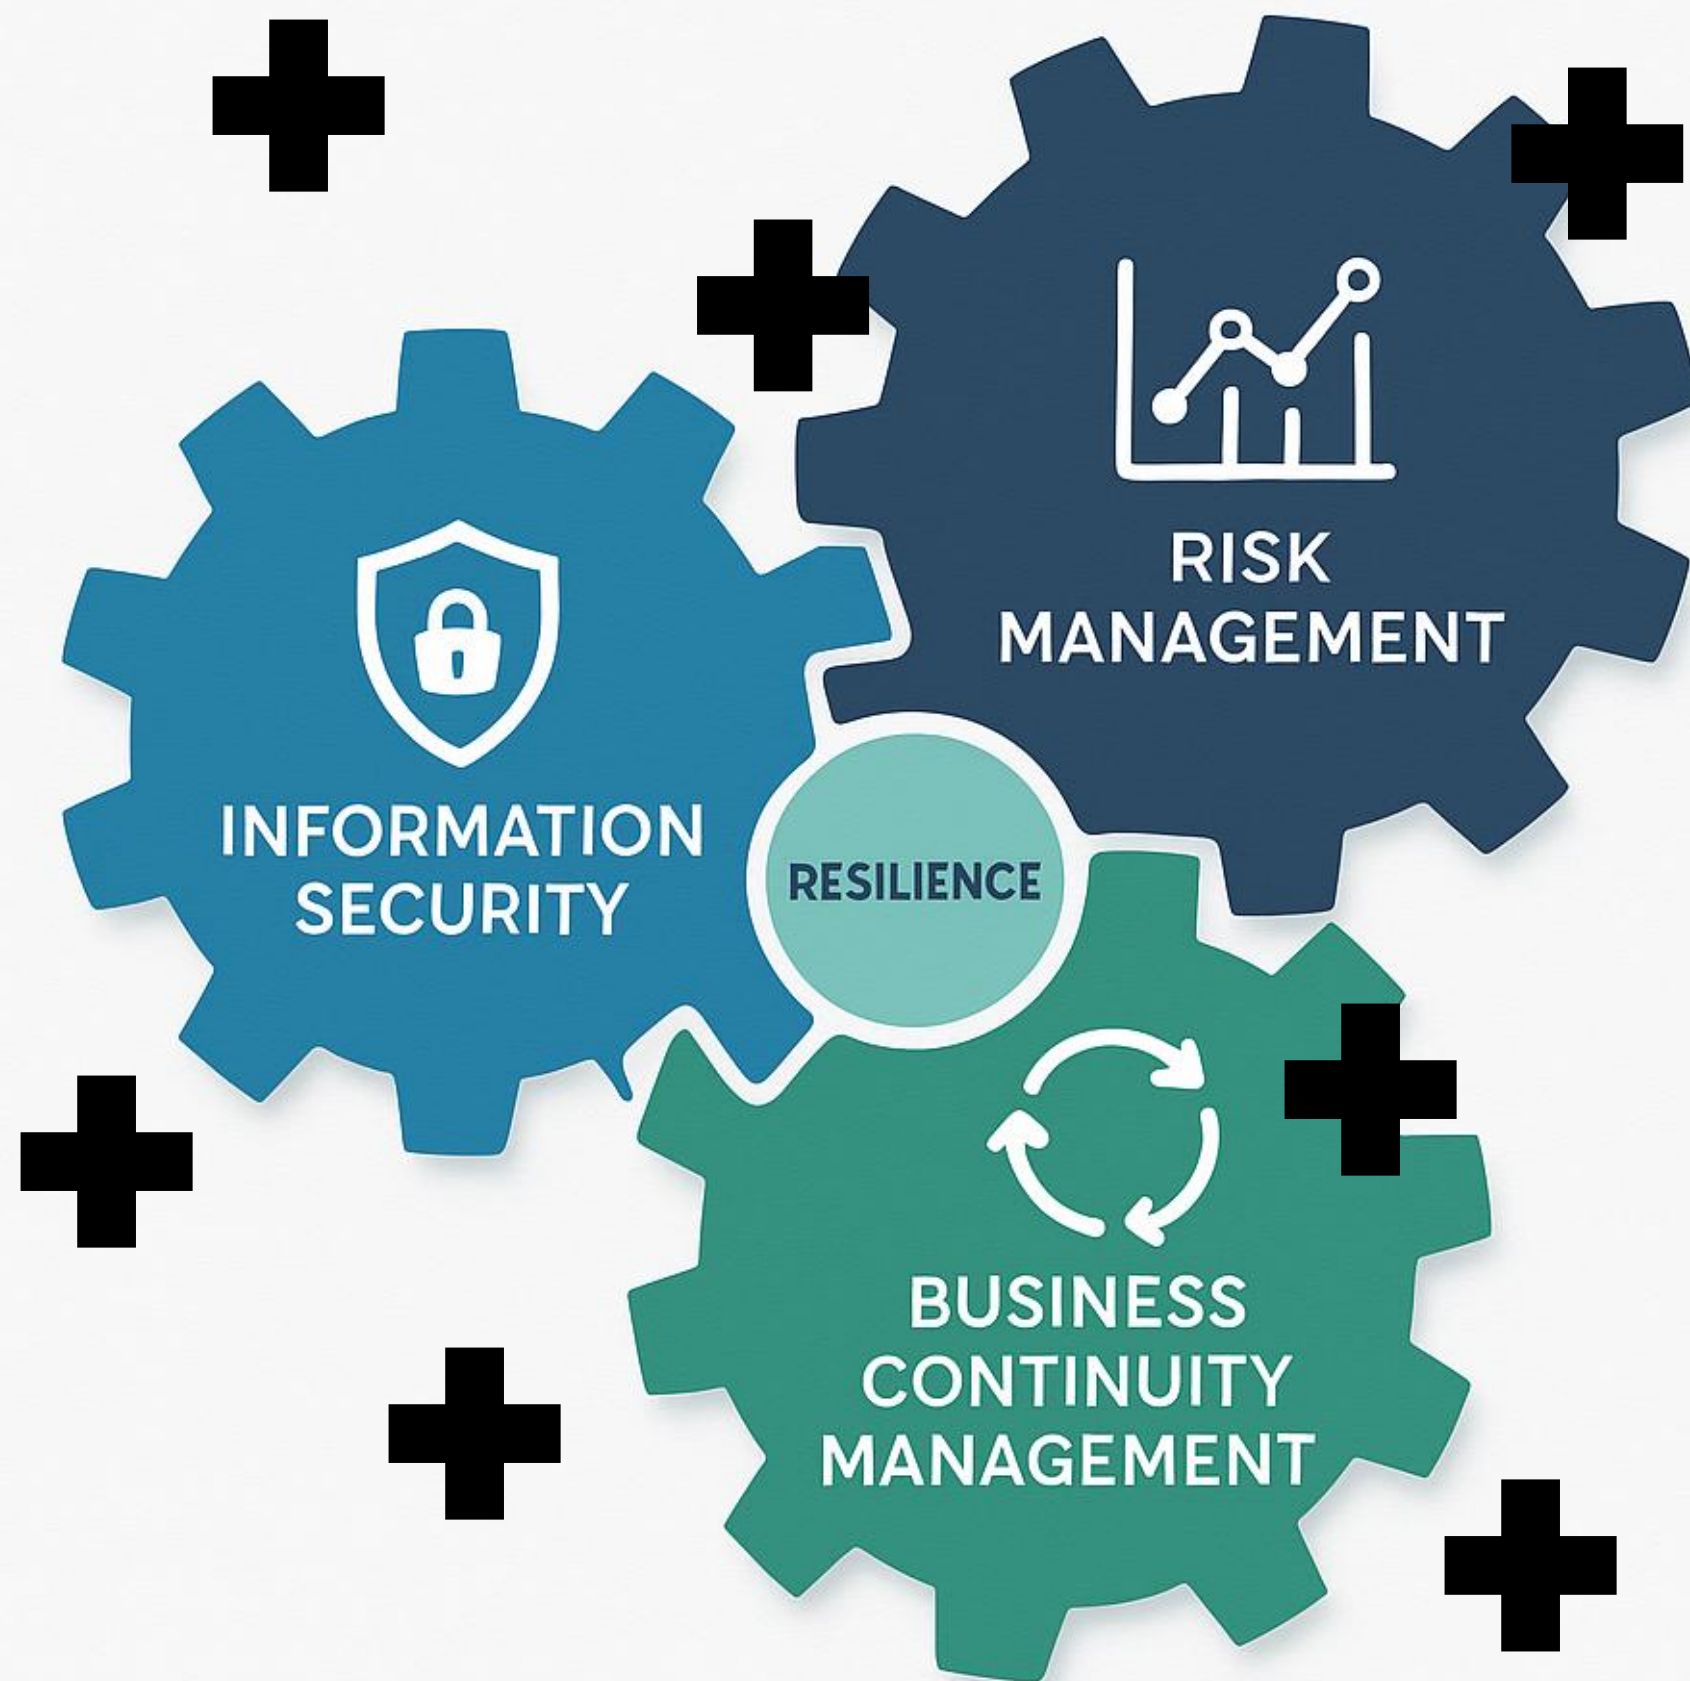 RISK
MANAGEMENT
INFORMATION
SECURITY
RESILIENCE
BUSINESS
CONTINUITY
MANAGEMENT